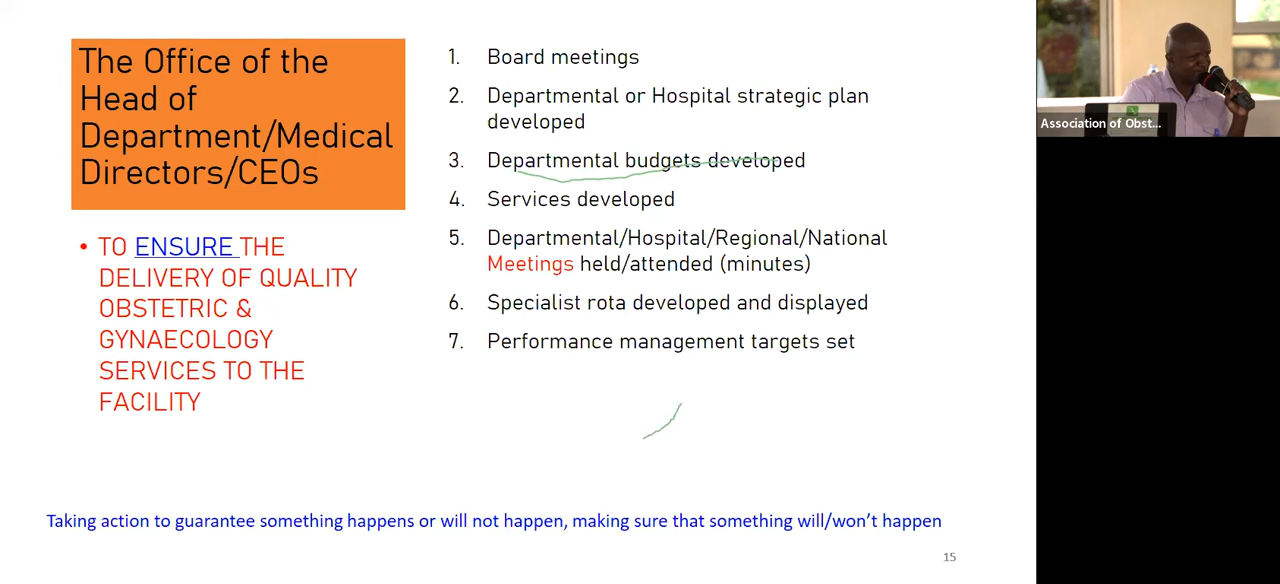 The Office of the
Head of
Department/Medical
Directors/CEOs
• TO ENSURE THE
DELIVERY OF QUALITY
OBSTETRIC &
GYNAECOLOGY
SERVICES TO THE
FACILITY
1. Board meetings
2. Departmental or Hospital strategic plan
developed
3. Departmental budgets developed
4. Services developed
5. Departmental/Hospital/Regional/National
Meetings held/attended (minutes)
6. Specialist rota developed and displayed
7. Performance management targets set
Taking action to guarantee something happens or will not happen, making sure that something will/won't happen
15
Association of Obst...